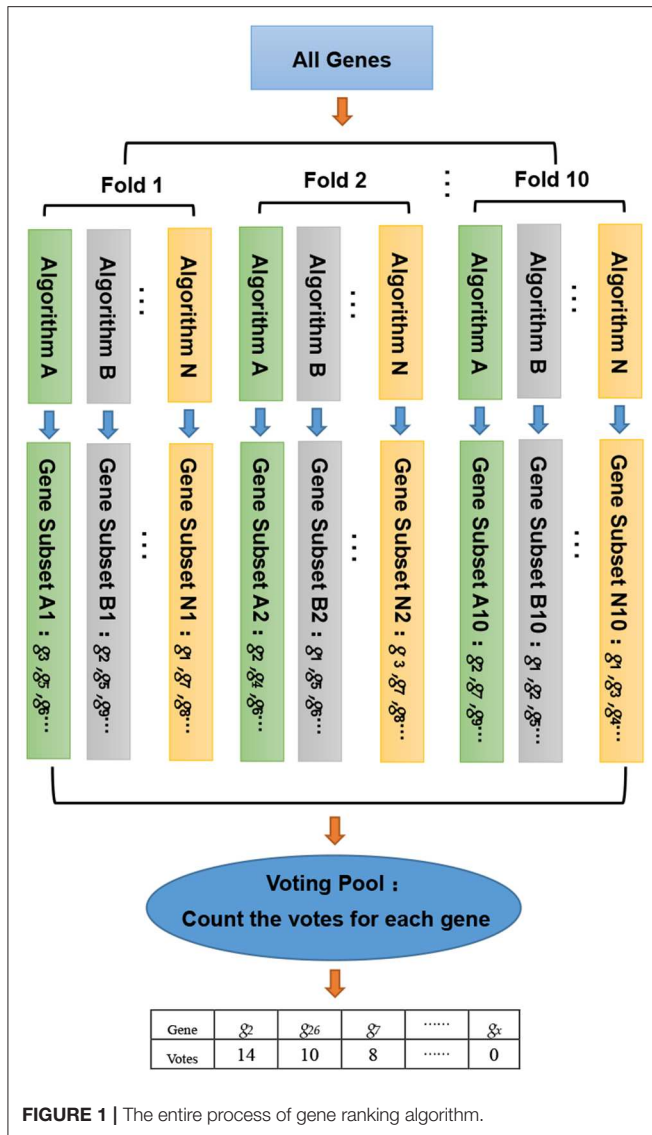 All Genes
Fold 1
Fold 2
⋮
Fold 10
Algorithm A
Algorithm B
⋮
Algorithm N
Algorithm A
Algorithm B
⋮
Algorithm N
Algorithm A
Algorithm B
⋮
Algorithm N
Gene Subset A1 : g3 ,g5 ,g6···
Gene Subset B1 : g2 ,g5 ,g9···
⋮
Gene Subset N1 : g1 ,g7 ,g8···
Gene Subset A2 : g2 ,g4 ,g6···
Gene Subset B2 : g1 ,g5 ,g6···
⋮
Gene Subset N2 : g 3 ,g7 ,g8···
Gene Subset A10 : g2 ,g7 ,g9···
Gene Subset B10 : g1 ,g2 ,g5···
⋮
Gene Subset N10 : g1 ,g3 ,g4···
Voting Pool :
Count the votes for each gene
Gene g2 g26 g7 ······ gx
Votes 14 10 8 ······ 0
FIGURE 1 | The entire process of gene ranking algorithm.